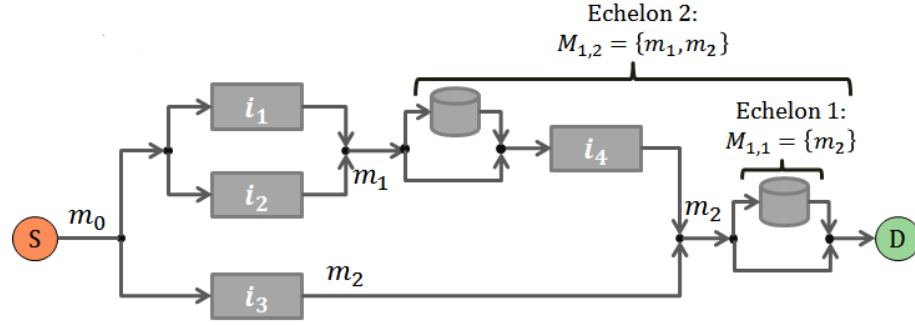 Echelon 2:
M₁,₂ = {m₁, m₂}
Echelon 1:
M₁,₁ = {m₂}
i₁
i₂
i₄
m₁
m₀
m₂
S
D
m₂
i₃